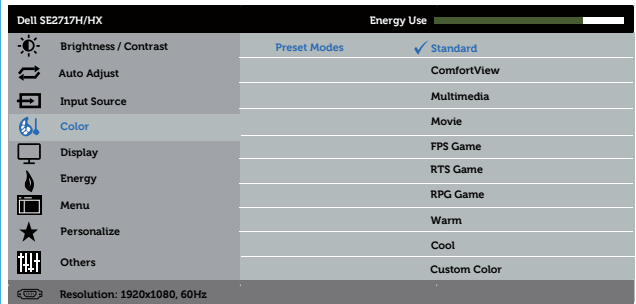 Dell SE2717H/HX Energy Use
Brightness / Contrast Preset Modes Standard
Auto Adjust ComfortView
Input Source Multimedia
Color Movie
Display FPS Game
Energy RTS Game
Menu RPG Game
Personalize Warm
Cool
Others Custom Color
Resolution: 1920x1080, 60Hz